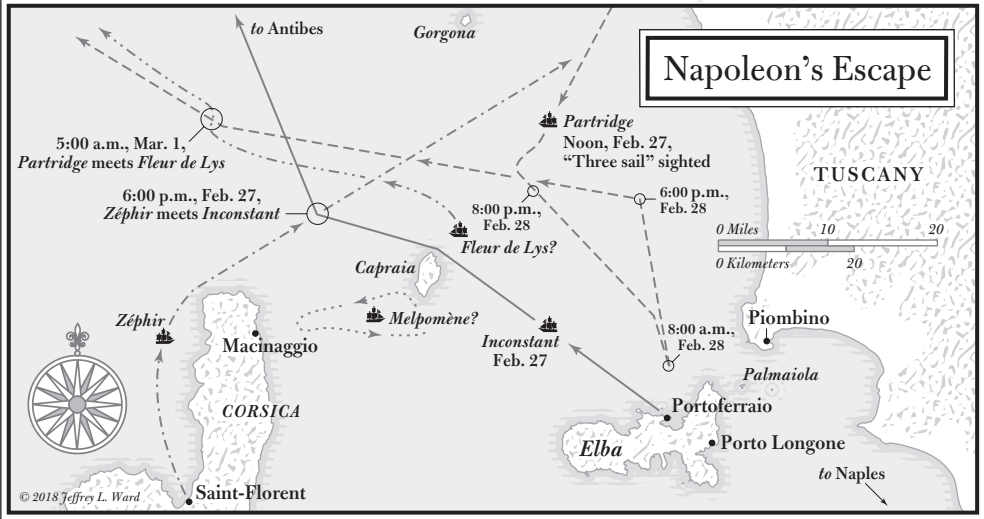 to Antibes
Gorgona
Napoleon's Escape
Partridge
Noon, Feb. 27,
"Three sail" sighted
5:00 a.m., Mar. 1,
Partridge meets Fleur de Lys
TUSCANY
6:00 p.m., Feb. 27,
Zéphir meets Inconstant
8:00 p.m.,
Feb. 28
6:00 p.m.,
Feb. 28
Fleur de Lys?
0 Miles 10 20
0 Kilometers 20
Capraia
Zéphir
Melpomène?
Macinaggio
Inconstant
Feb. 27
8:00 a.m.,
Feb. 28
Piombino
Palmaiola
CORSICA
Portoferraio
Elba
Porto Longone
to Naples
Saint-Florent
© 2018 Jeffrey L. Ward